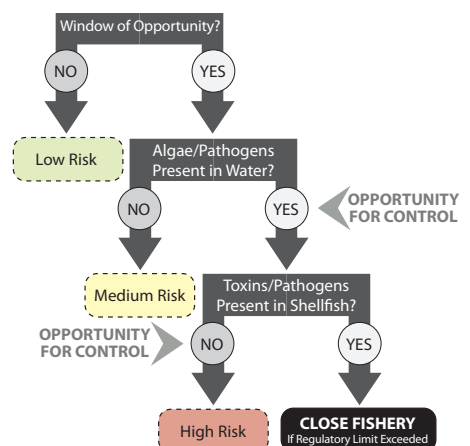 Window of Opportunity?
NO
YES
Low Risk
Algae/Pathogens
Present in Water?
NO
YES
OPPORTUNITY
FOR CONTROL
Medium Risk
Toxins/Pathogens
Present in Shellfish?
OPPORTUNITY
FOR CONTROL
NO
YES
High Risk
CLOSE FISHERY
If Regulatory Limit Exceeded